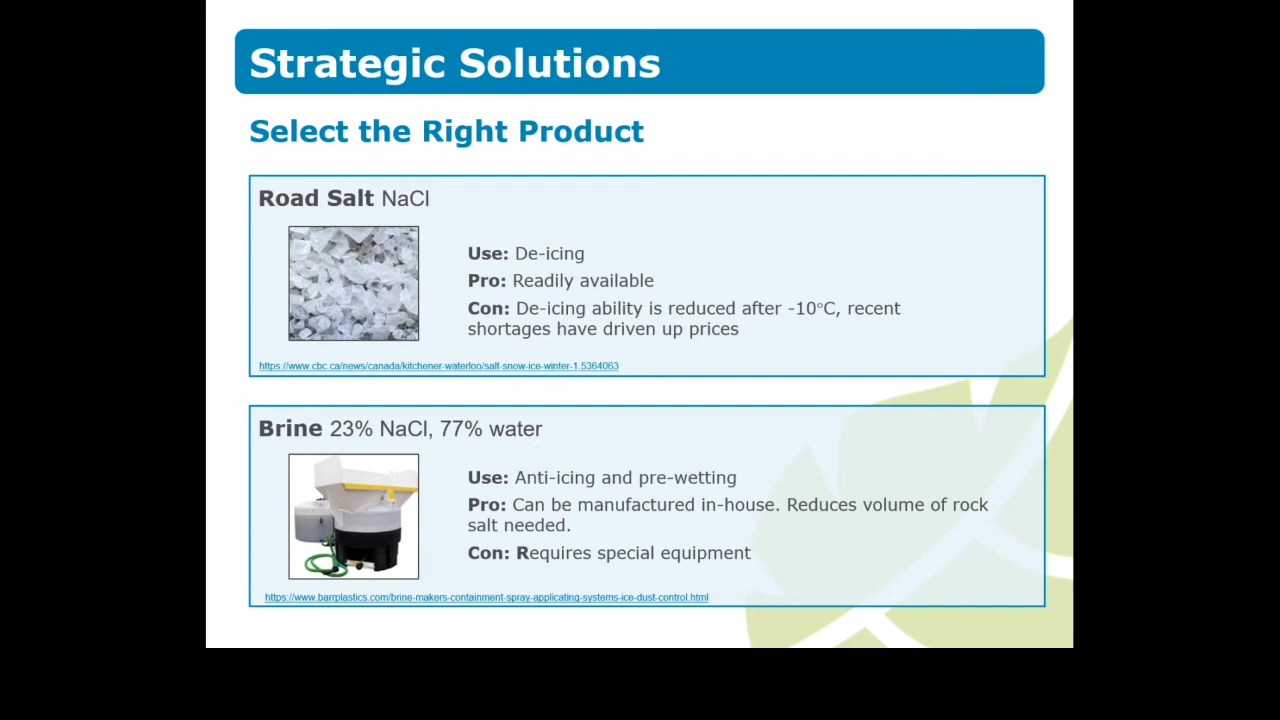 Strategic Solutions
Select the Right Product
Road Salt NaCl
Use: De-icing
Pro: Readily available
Con: De-icing ability is reduced after -10°C, recent
shortages have driven up prices
https://www.cbc.ca/news/canada/kitchener-waterloo/salt-snow-ice-winter-1.5364063
Brine 23% NaCl, 77% water
Use: Anti-icing and pre-wetting
Pro: Can be manufactured in-house. Reduces volume of rock
salt needed.
Con: Requires special equipment
https://www.barrplastics.com/brine-makers-containment-spray-applicating-systems-ice-dust-control.html